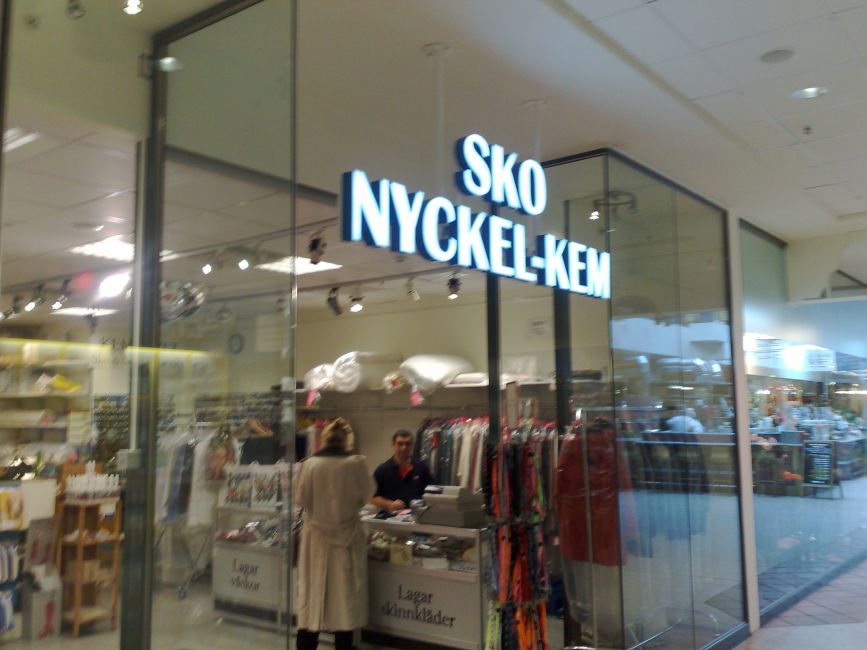 SKO
NYCKEL-KEM
Lagar
väskor
Lagar
skinnkläder